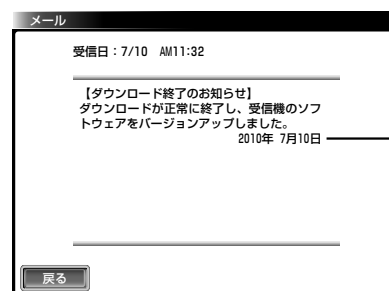 メール
受信日：7/10 AM11:32
【ダウンロード終了のお知らせ】
ダウンロードが正常に終了し、受信機のソフ
トウェアをバージョンアップしました。
2010年 7月10日
戻る